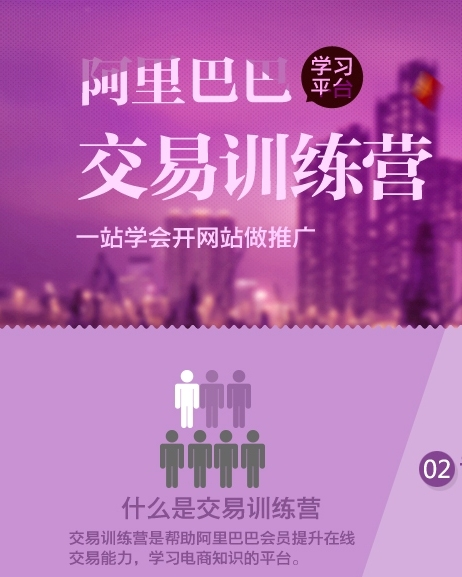 阿里巴巴
学习
平台
交易训练营
一站学会开网站做推广
02
什么是交易训练营
交易训练营是帮助阿里巴巴会员提升在线
交易能力，学习电商知识的平台。